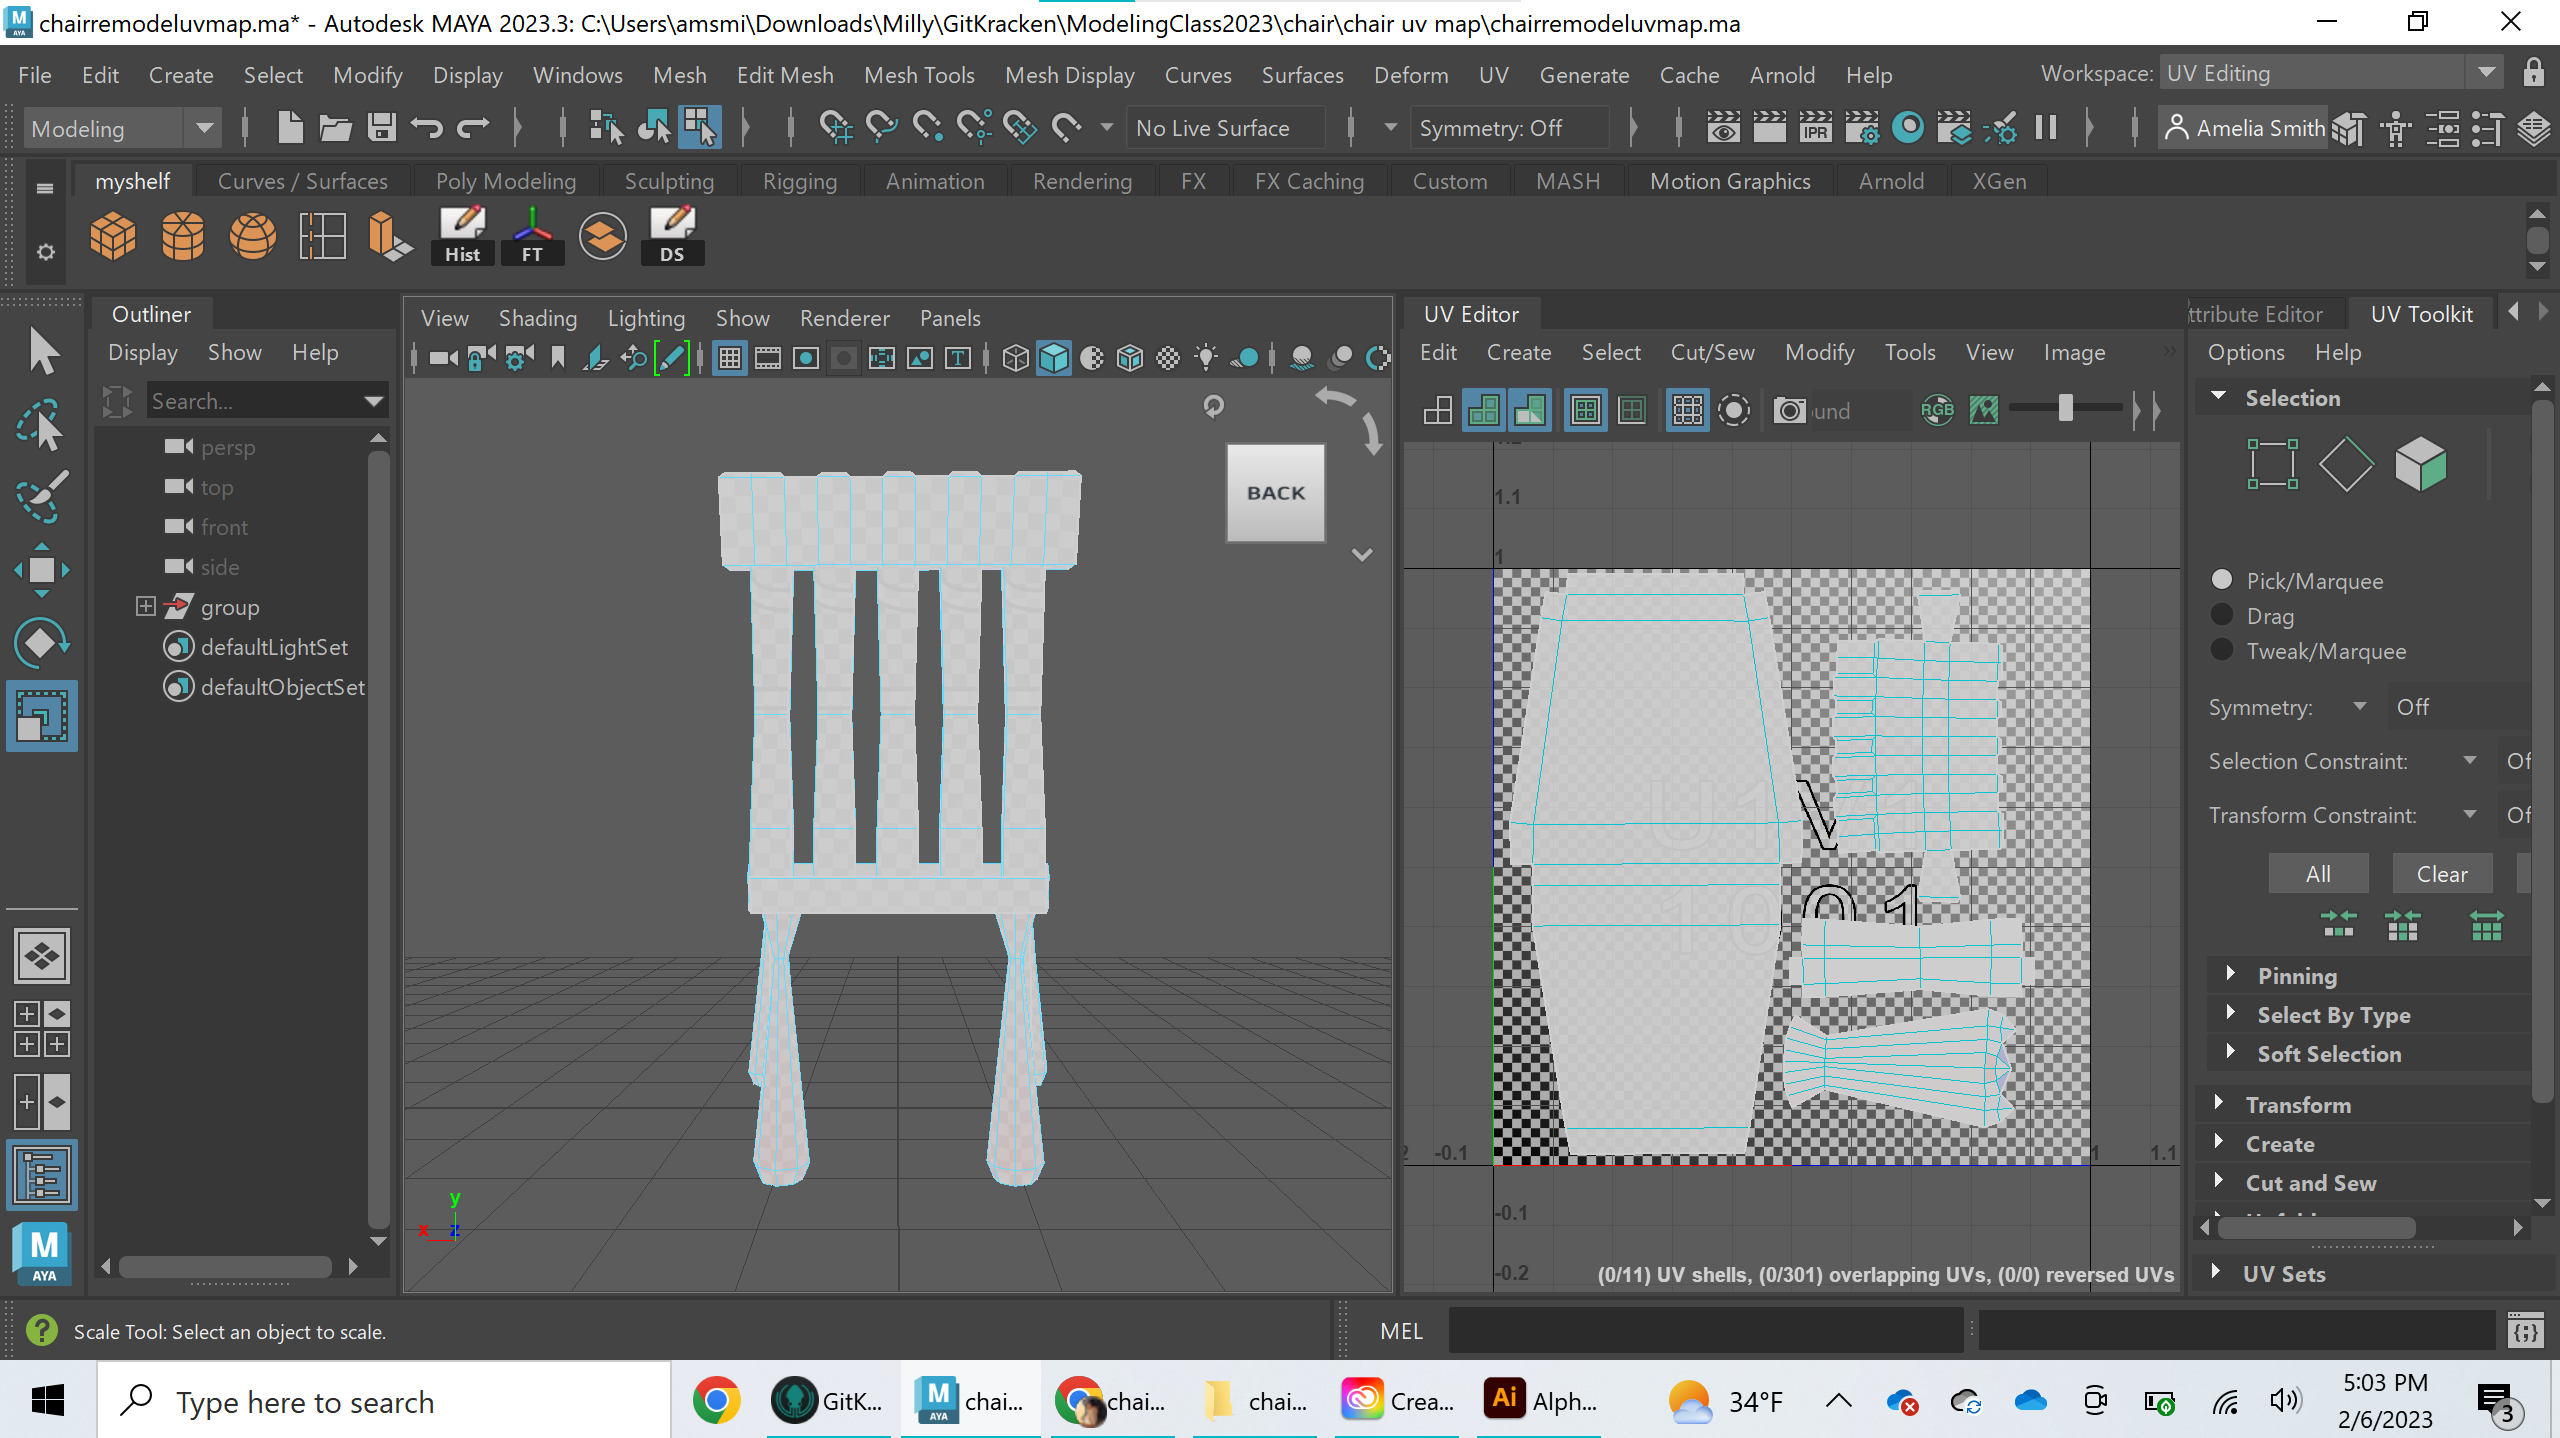 chairremodeluvmap.ma* - Autodesk MAYA 2023.3: C:\Users\amsmi\Downloads\Milly\GitKracken\ModelingClass2023\chair\chair uv map\chairremodeluvmap.ma
File Edit Create Select Modify Display Windows Mesh Edit Mesh Mesh Tools Mesh Display Curves Surfaces Deform UV Generate Cache Arnold Help Workspace: UV Editing
Modeling No Live Surface Symmetry: Off IPR Amelia Smith
myshelf Curves / Surfaces Poly Modeling Sculpting Rigging Animation Rendering FX FX Caching Custom MASH Motion Graphics Arnold XGen
Hist FT DS
Outliner
Display Show Help
Search...
persp
top
front
side
group
defaultLightSet
defaultObjectSet
View Shading Lighting Show Renderer Panels
BACK
y
x z
UV Editor
Edit Create Select Cut/Sew Modify Tools View Image
und RGB
1.1
1
U1V1
V
10 01
-0.1 1 1.1
-0.1
-0.2
(0/11) UV shells, (0/301) overlapping UVs, (0/0) reversed UVs
ttribute Editor UV Toolkit
Options Help
Selection
Pick/Marquee
Drag
Tweak/Marquee
Symmetry: Off
Selection Constraint: Of
Transform Constraint: Of
All Clear
Pinning
Select By Type
Soft Selection
Transform
Create
Cut and Sew
UV Sets
Scale Tool: Select an object to scale.
MEL
M
AYA
Type here to search
GitK... chai... chai... chai... Crea... Alph...
34°F
5:03 PM
2/6/2023
3